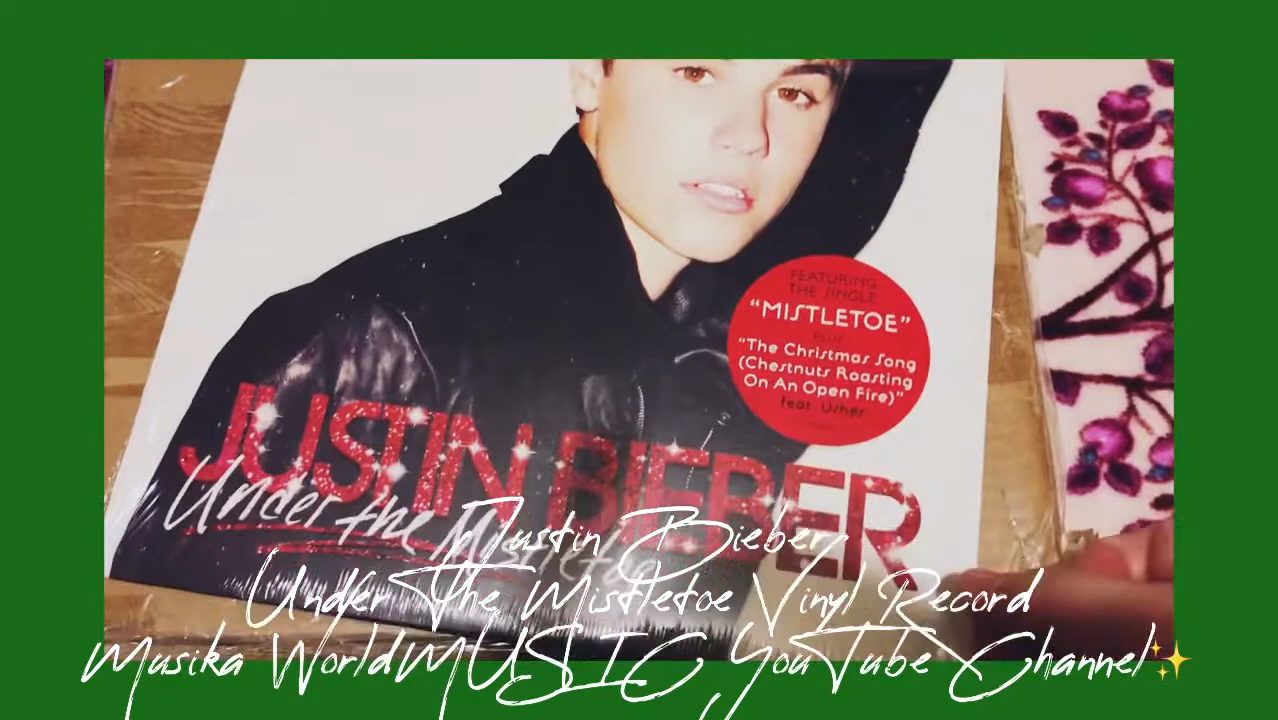 FEATURING
THE SINGLE
"MISTLETOE"
PLUS
"The Christmas Song
(Chestnuts Roasting
On An Open Fire)"
feat. Usher
JUSTIN BIEBER
Under the Mistletoe
Justin Bieber
Under The Mistletoe Vinyl Record
Musika WorldMUSIC YouTube Channel✨